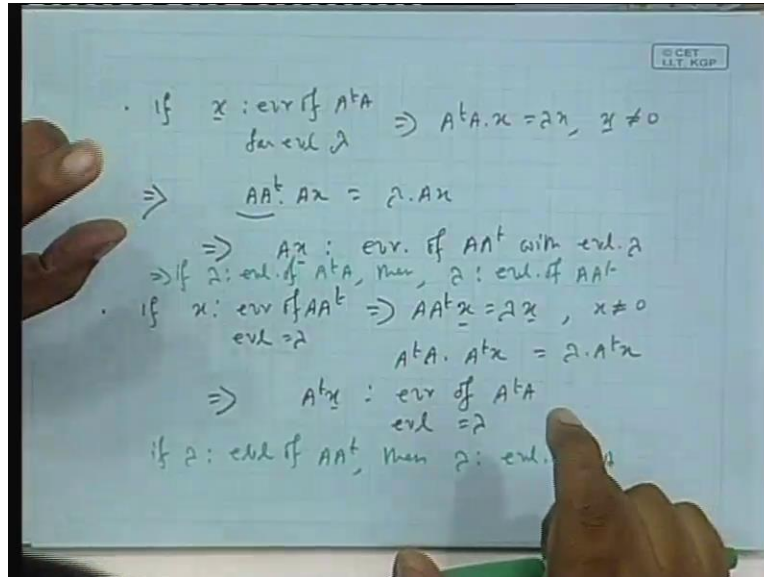 © CET
I.I.T. KGP
. If x : evr of AᵗA ⇒ AᵗA.x = λx, x ≠ 0
for evl λ
⇒ AAᵗ. Ax = λ.Ax
⇒ Ax : evr. of AAᵗ with evl. λ
⇒ if λ: evl. of AᵗA, then, λ: evl. of AAᵗ
. If x: evr of AAᵗ ⇒ AAᵗx = λx, x ≠ 0
evl = λ
AᵗA. Aᵗx = λ.Aᵗx
⇒ Aᵗx : evr of AᵗA
evl = λ
if λ: evl of AAᵗ, then λ: evl. A